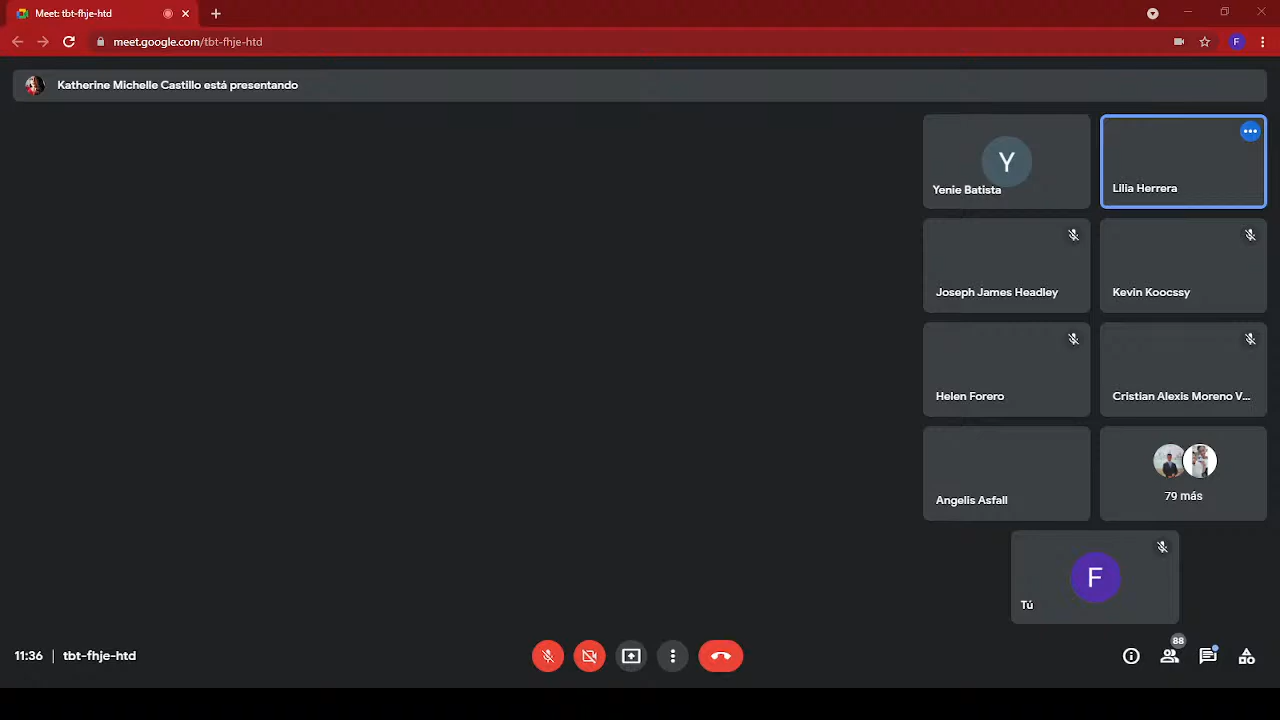 Meet: tbt-fhje-htd
meet.google.com/tbt-fhje-htd
F
Katherine Michelle Castillo está presentando
Y
Yenie Batista
Lilia Herrera
Joseph James Headley
Kevin Koocssy
Helen Forero
Cristian Alexis Moreno V...
Angelis Asfall
79 más
F
Tú
11:36 | tbt-fhje-htd
88